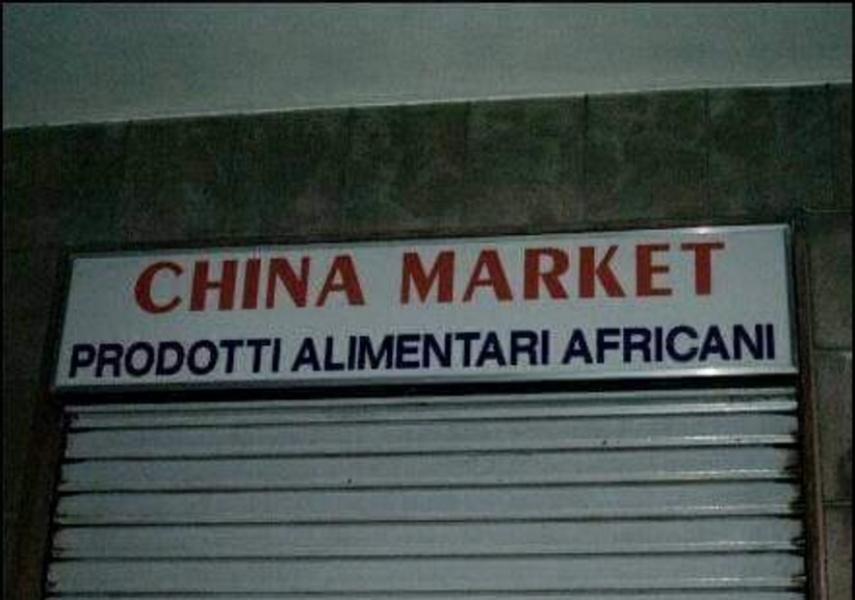 CHINA MARKET
PRODOTTI ALIMENTARI AFRICANI